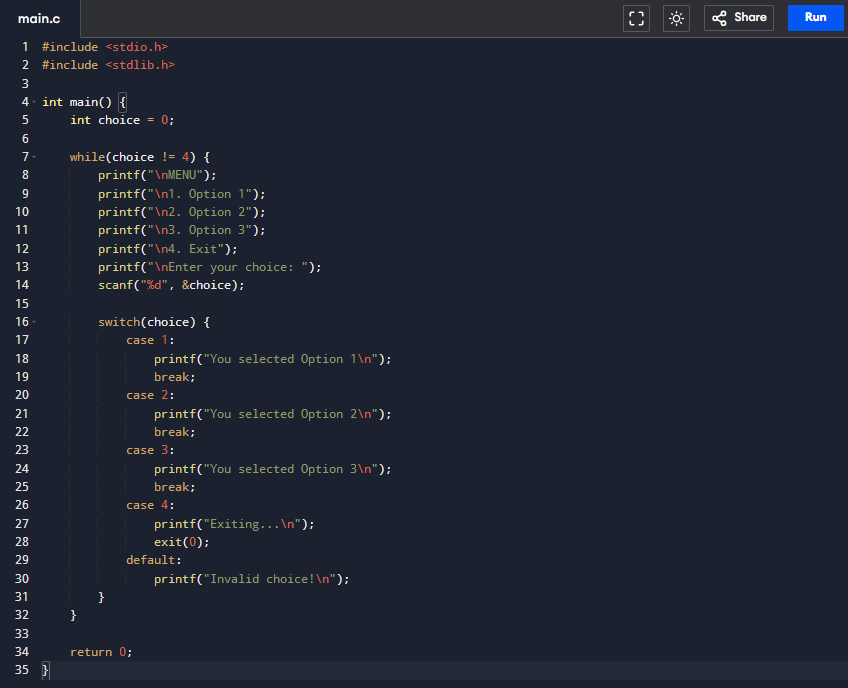 main.c
Share
Run
1 #include <stdio.h>
2 #include <stdlib.h>
3
4 int main() {
5     int choice = 0;
6
7     while(choice != 4) {
8         printf("\nMENU");
9         printf("\n1. Option 1");
10         printf("\n2. Option 2");
11         printf("\n3. Option 3");
12         printf("\n4. Exit");
13         printf("\nEnter your choice: ");
14         scanf("%d", &choice);
15
16         switch(choice) {
17             case 1:
18                 printf("You selected Option 1\n");
19                 break;
20             case 2:
21                 printf("You selected Option 2\n");
22                 break;
23             case 3:
24                 printf("You selected Option 3\n");
25                 break;
26             case 4:
27                 printf("Exiting...\n");
28                 exit(0);
29             default:
30                 printf("Invalid choice!\n");
31         }
32     }
33
34     return 0;
35 }